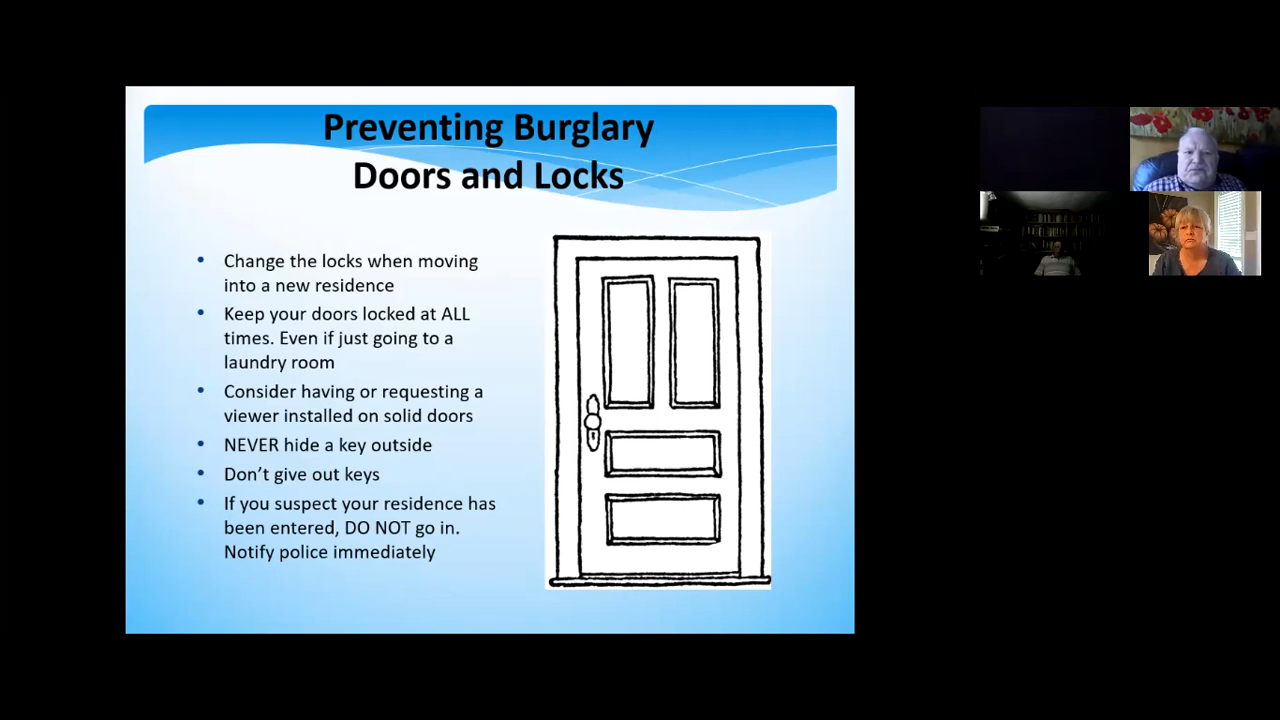 Preventing Burglary
Doors and Locks
• Change the locks when moving
into a new residence
• Keep your doors locked at ALL
times. Even if just going to a
laundry room
• Consider having or requesting a
viewer installed on solid doors
• NEVER hide a key outside
• Don’t give out keys
• If you suspect your residence has
been entered, DO NOT go in.
Notify police immediately